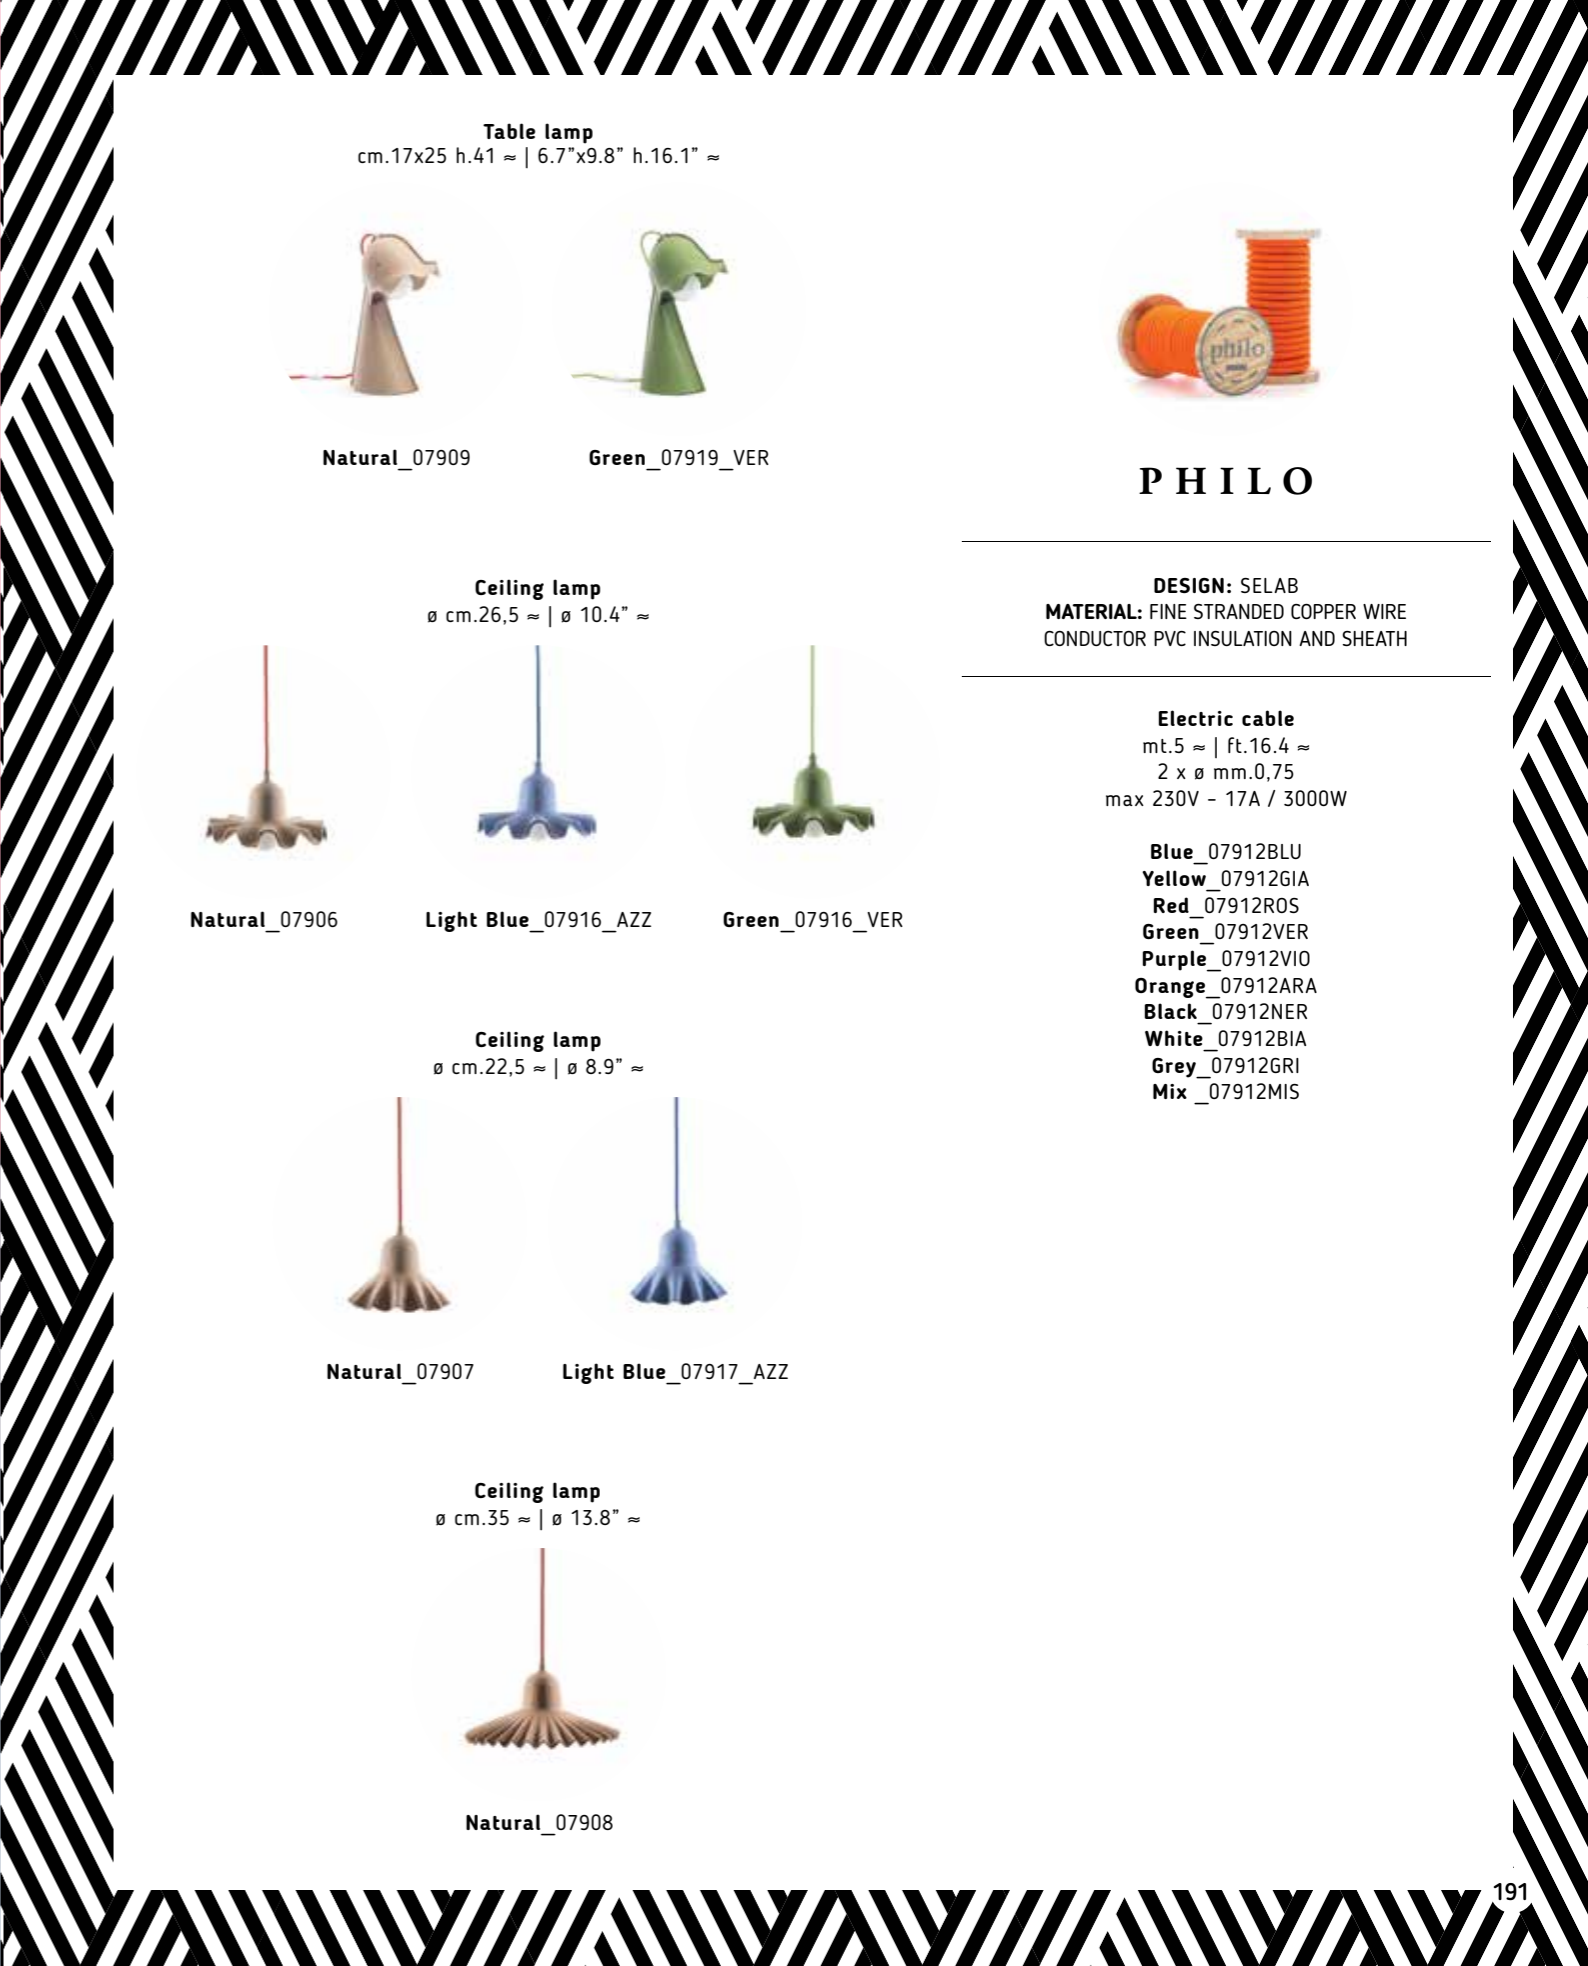 Table lamp
cm.17x25 h.41 ≈ | 6.7”x9.8” h.16.1” ≈
Natural_07909
Green_07919_VER
Ceiling lamp
ø cm.26,5 ≈ | ø 10.4” ≈
Natural_07906
Light Blue_07916_AZZ
Green_07916_VER
Ceiling lamp
ø cm.22,5 ≈ | ø 8.9” ≈
Natural_07907
Light Blue_07917_AZZ
Ceiling lamp
ø cm.35 ≈ | ø 13.8” ≈
Natural_07908
philo
PHILO
DESIGN: SELAB
MATERIAL: FINE STRANDED COPPER WIRE
CONDUCTOR PVC INSULATION AND SHEATH
Electric cable
mt.5 ≈ | ft.16.4 ≈
2 x ø mm.0,75
max 230V - 17A / 3000W
Blue_07912BLU
Yellow_07912GIA
Red_07912ROS
Green_07912VER
Purple_07912VIO
Orange_07912ARA
Black_07912NER
White_07912BIA
Grey_07912GRI
Mix _07912MIS
191